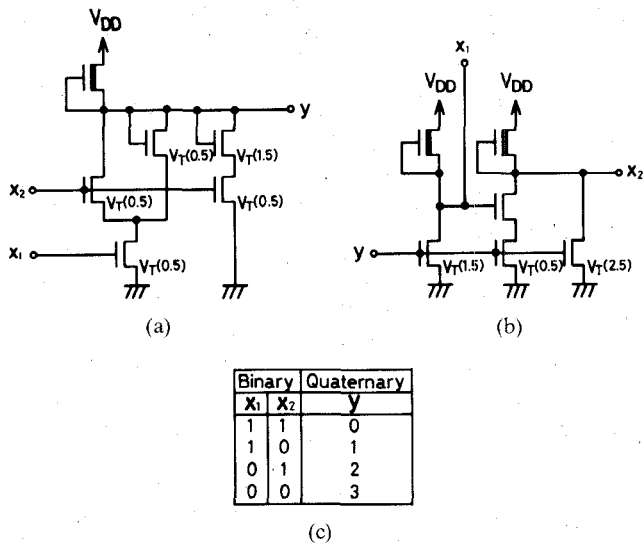 VDD
y
VT(0.5)
VT(1.5)
x2
VT(0.5)
VT(0.5)
x1
VT(0.5)
(a)
x1
VDD
VDD
x2
y
VT(1.5)
VT(0.5)
VT(2.5)
(b)
Binary Quaternary
x1 x2 y
1 1 0
1 0 1
0 1 2
0 0 3
(c)